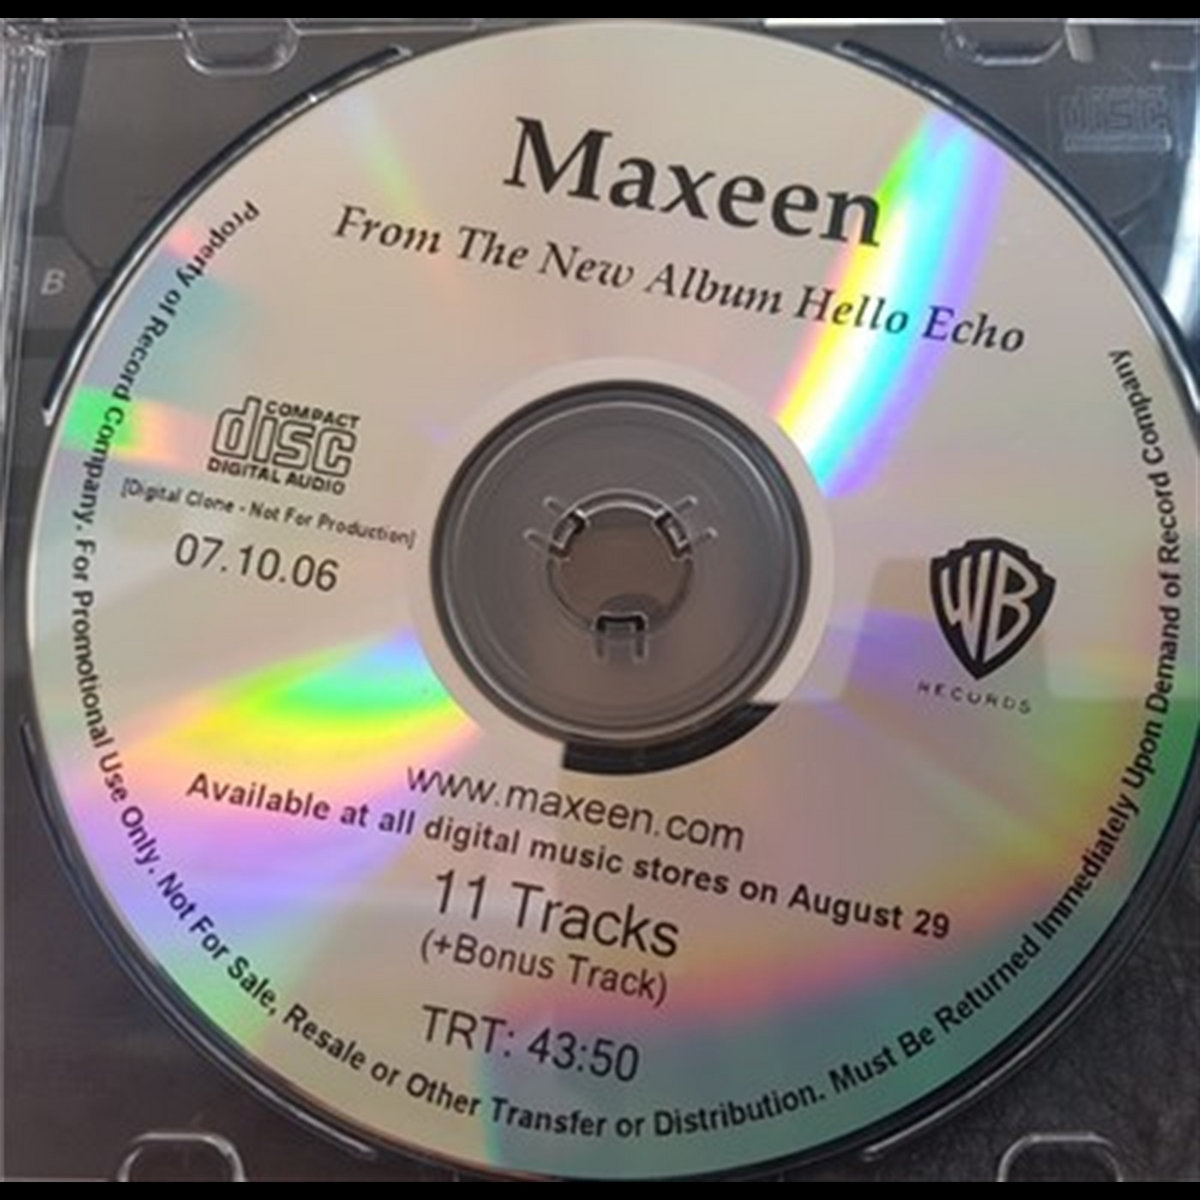 Maxeen
From The New Album Hello Echo
COMPACT
disc
DIGITAL AUDIO
[Digital Clone - Not For Production]
07.10.06
WB
RECORDS
www.maxeen.com
Available at all digital music stores on August 29
11 Tracks
(+Bonus Track)
TRT: 43:50
Property of Record Company. For Promotional Use Only. Not For Sale, Resale or Other Transfer or Distribution. Must Be Returned Immediately Upon Demand of Record Company
B
COMPACT
disc